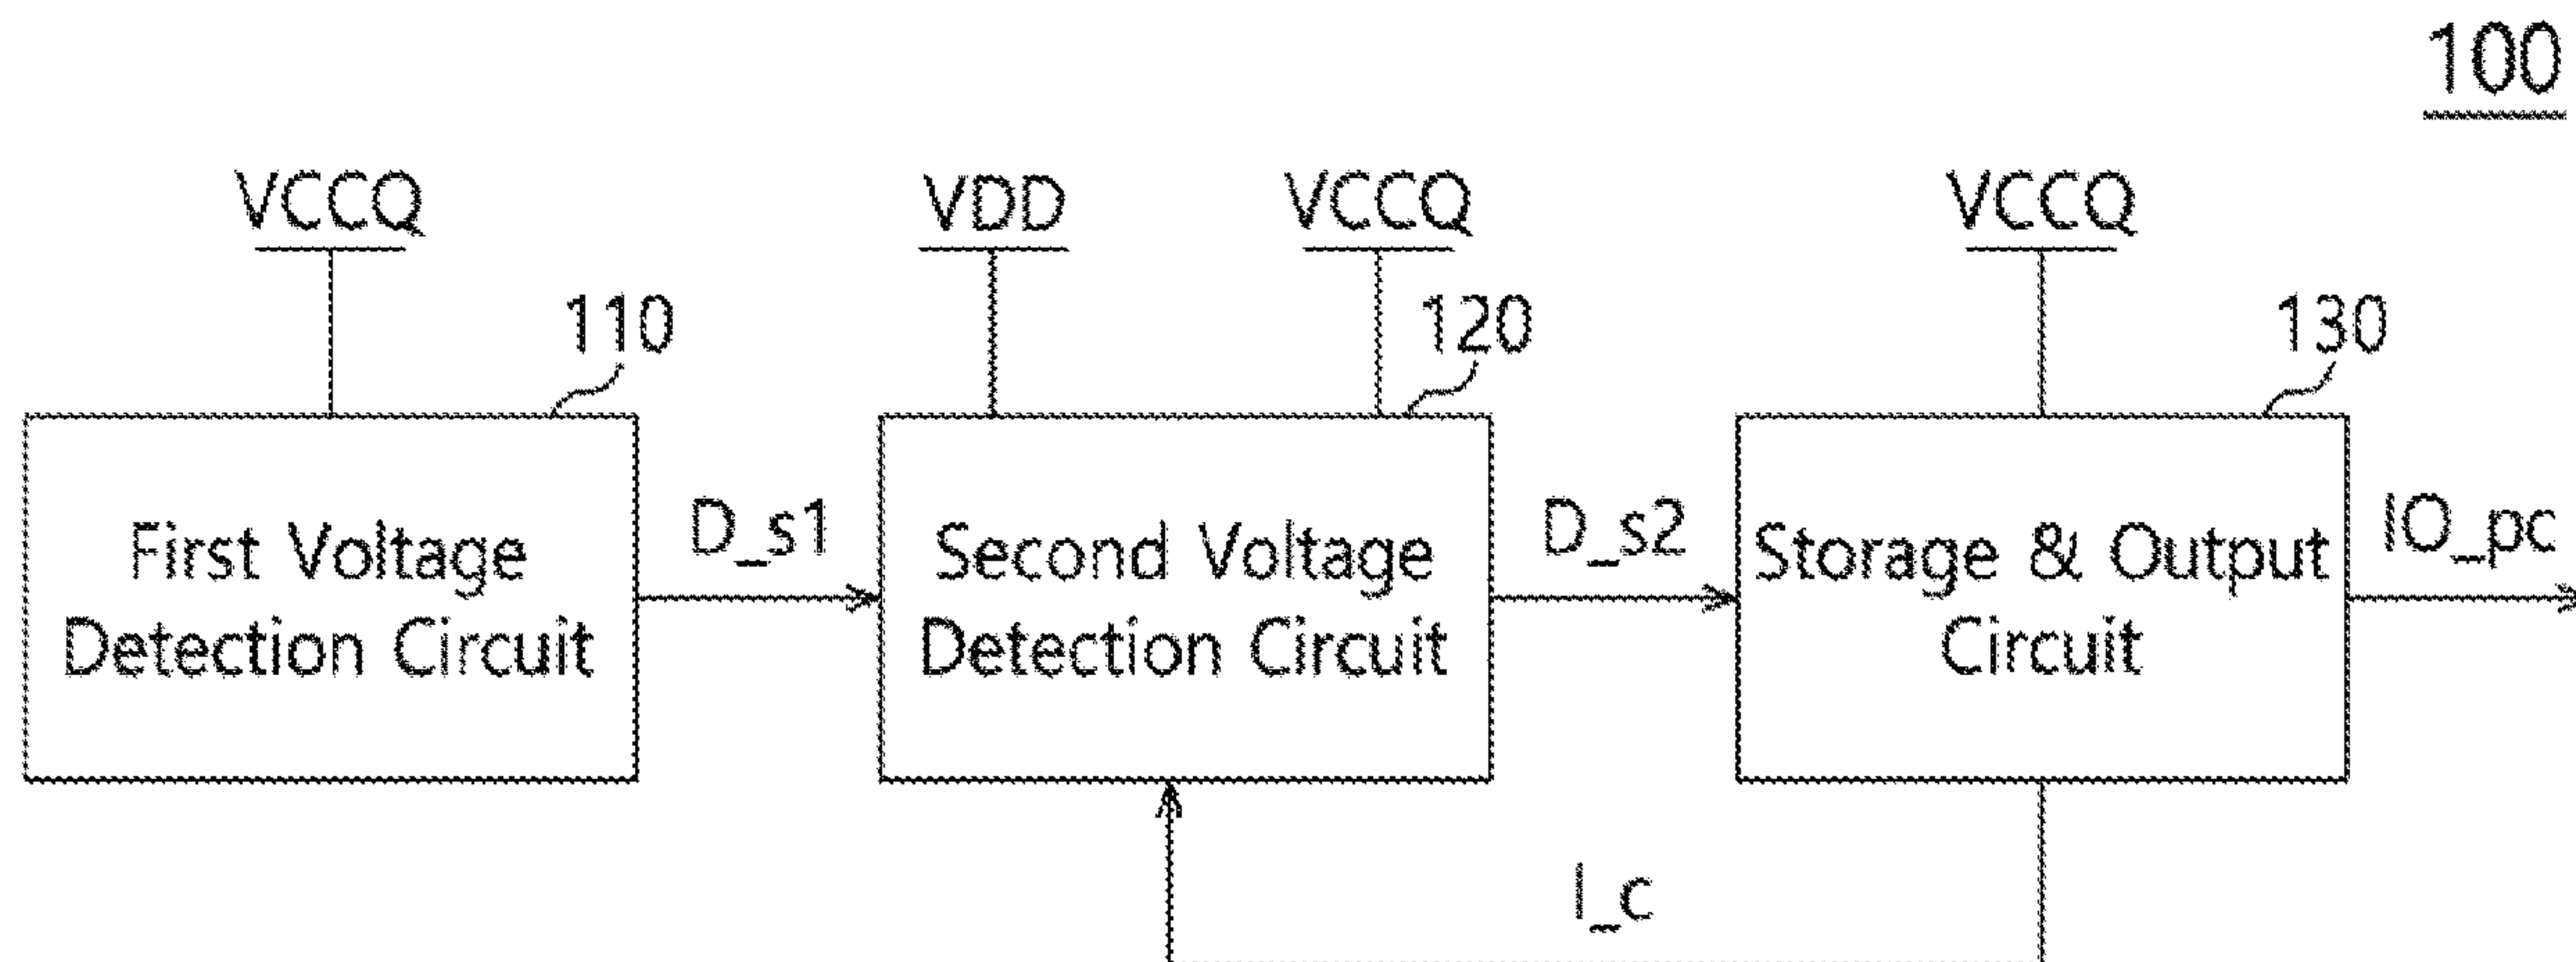 100
VCCQ
VDD
VCCQ
VCCQ
110
120
130
First Voltage
Detection Circuit
D_s1
Second Voltage
Detection Circuit
D_s2
Storage & Output
Circuit
IO_pc
I_c